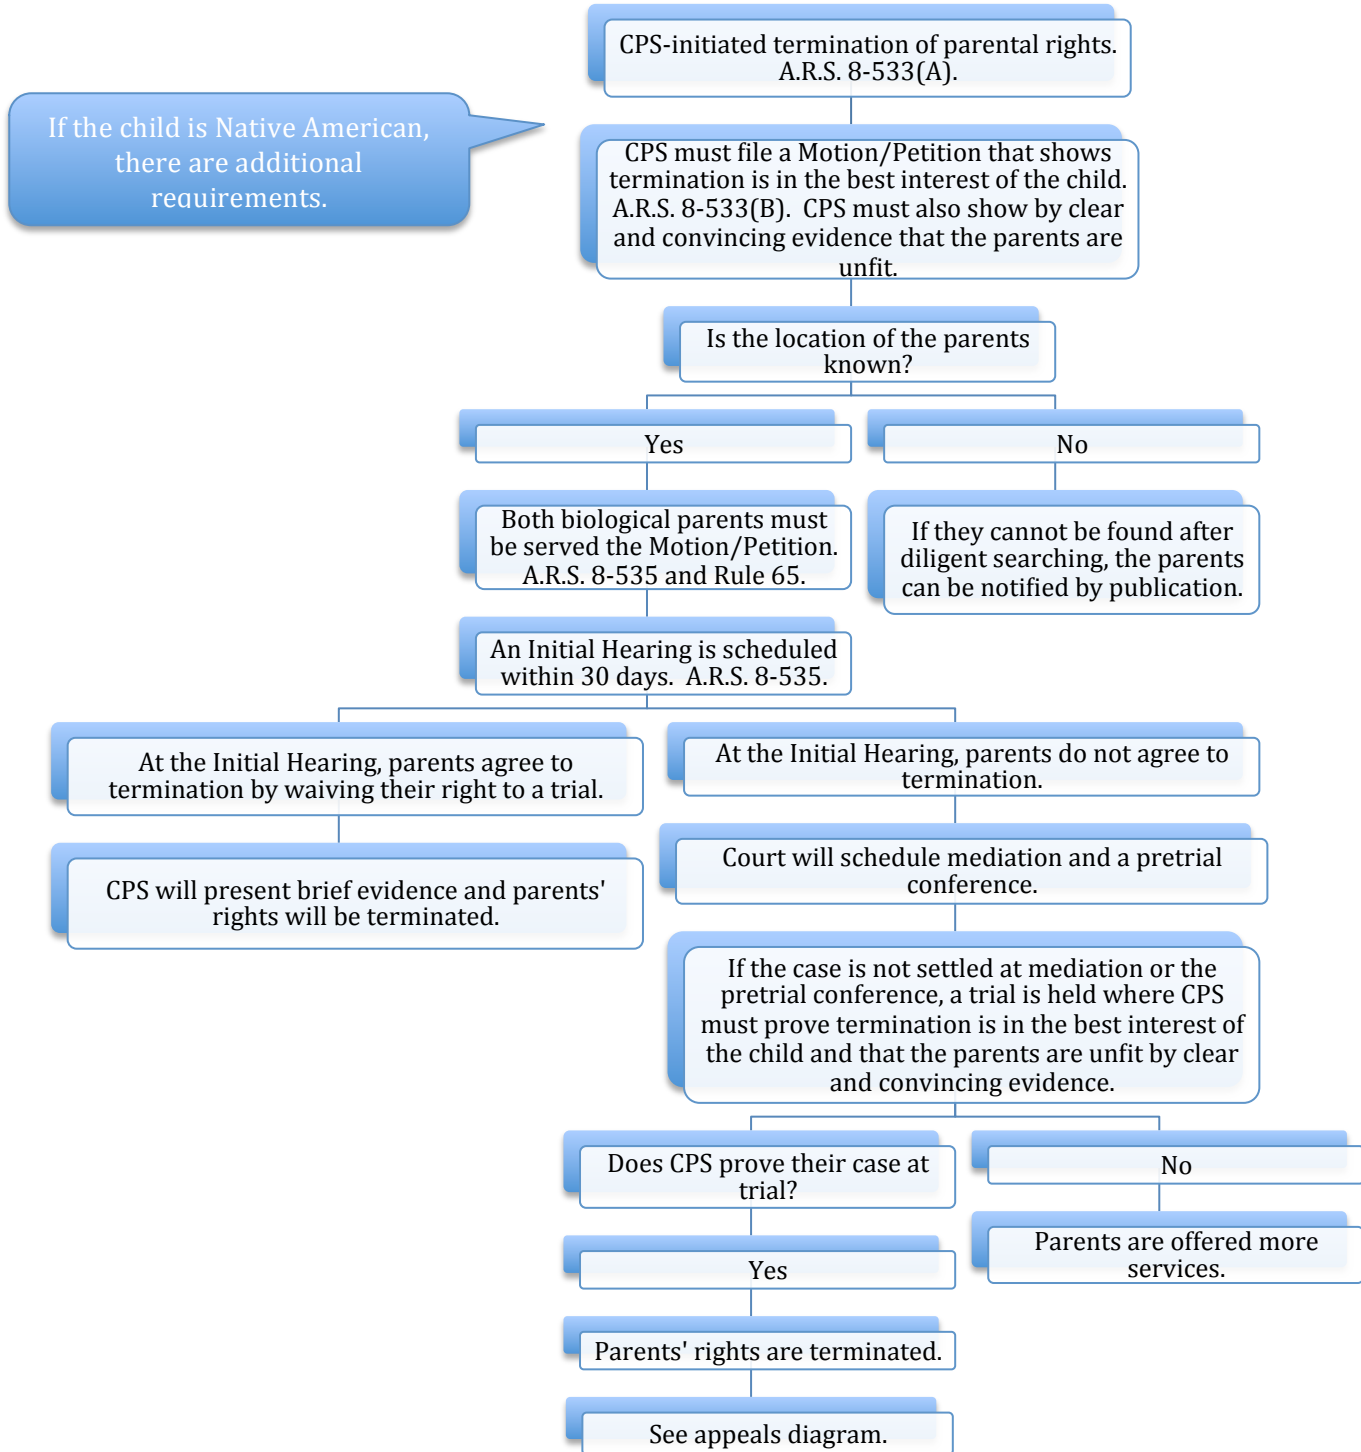 CPS-initiated termination of parental rights.
A.R.S. 8-533(A).
If the child is Native American,
there are additional
requirements.
CPS must file a Motion/Petition that shows
termination is in the best interest of the child.
A.R.S. 8-533(B).  CPS must also show by clear
and convincing evidence that the parents are
unfit.
Is the location of the parents
known?
Yes
No
Both biological parents must
be served the Motion/Petition.
A.R.S. 8-535 and Rule 65.
If they cannot be found after
diligent searching, the parents
can be notified by publication.
An Initial Hearing is scheduled
within 30 days.  A.R.S. 8-535.
At the Initial Hearing, parents agree to
termination by waiving their right to a trial.
At the Initial Hearing, parents do not agree to
termination.
CPS will present brief evidence and parents'
rights will be terminated.
Court will schedule mediation and a pretrial
conference.
If the case is not settled at mediation or the
pretrial conference, a trial is held where CPS
must prove termination is in the best interest of
the child and that the parents are unfit by clear
and convincing evidence.
Does CPS prove their case at
trial?
No
Yes
Parents are offered more
services.
Parents' rights are terminated.
See appeals diagram.